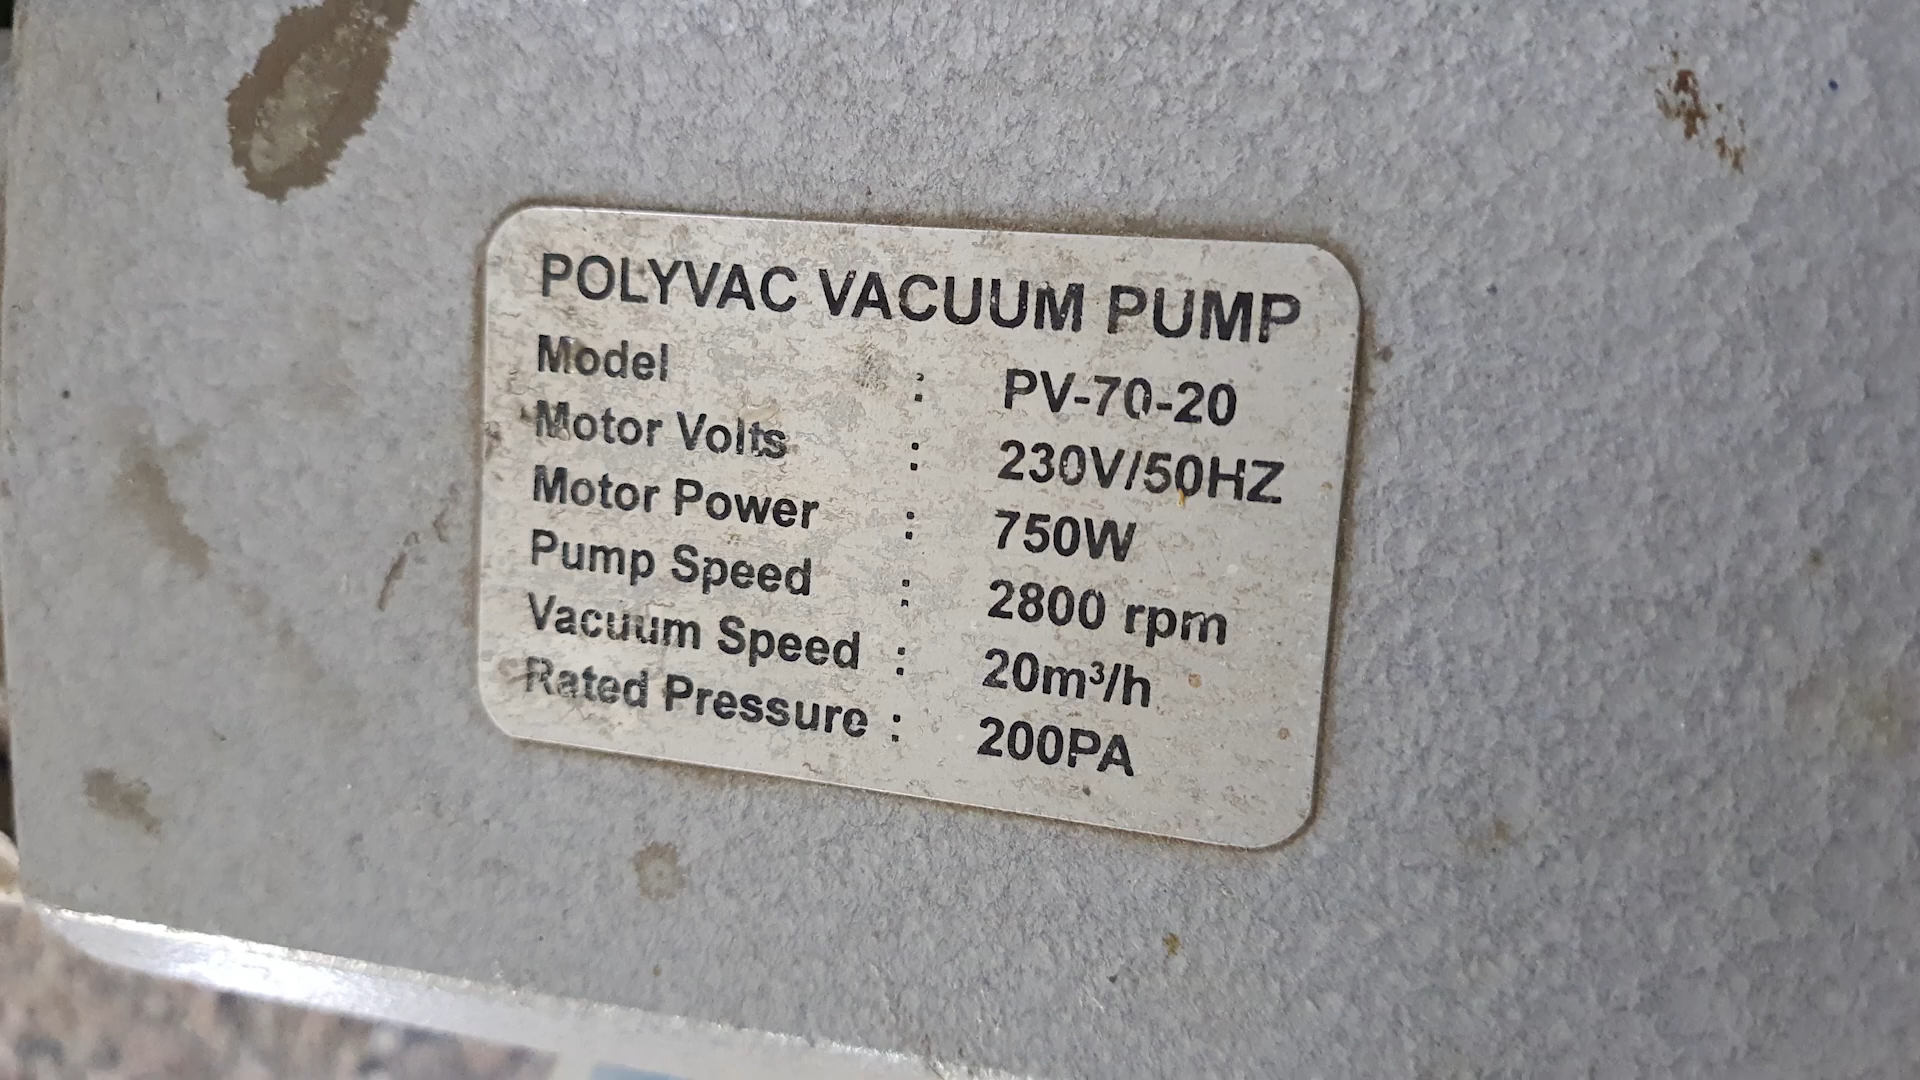 POLYVAC VACUUM PUMP
Model : PV-70-20
Motor Volts : 230V/50HZ
Motor Power : 750W
Pump Speed : 2800 rpm
Vacuum Speed : 20m³/h
Rated Pressure : 200PA